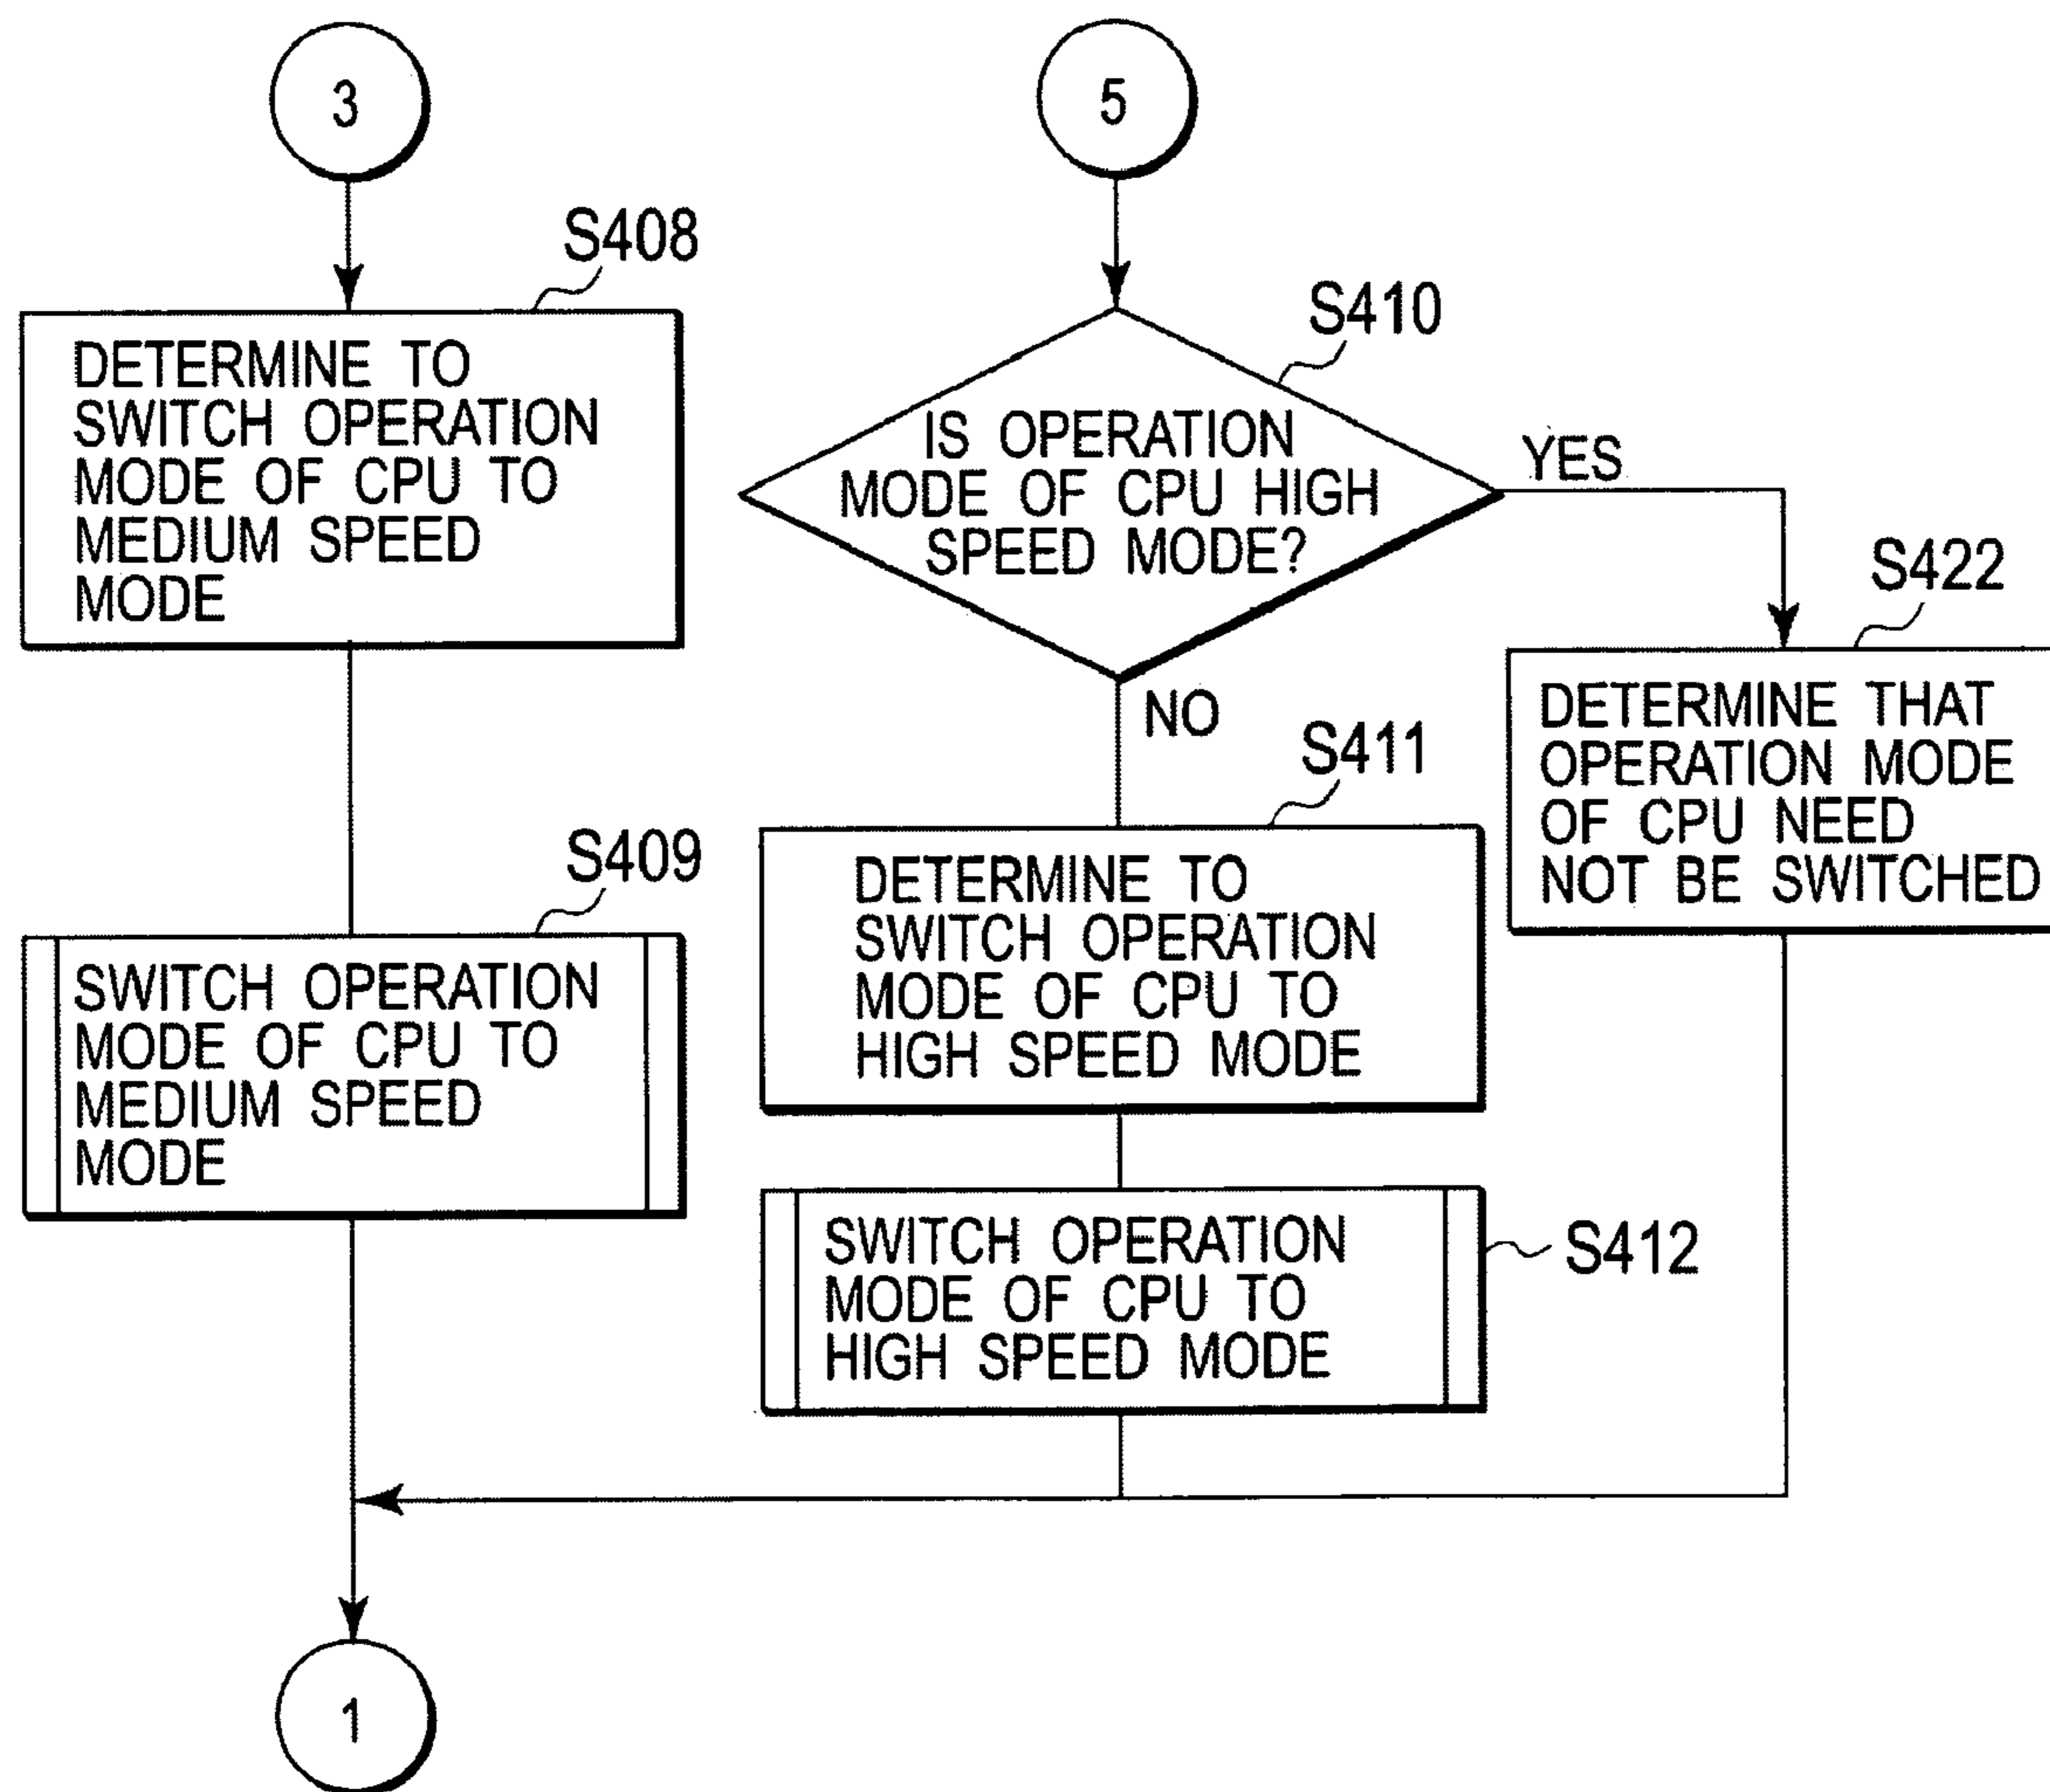 3
S408
DETERMINE TO
SWITCH OPERATION
MODE OF CPU TO
MEDIUM SPEED
MODE
S409
SWITCH OPERATION
MODE OF CPU TO
MEDIUM SPEED
MODE
5
S410
IS OPERATION
MODE OF CPU HIGH
SPEED MODE?
YES
NO
S411
DETERMINE TO
SWITCH OPERATION
MODE OF CPU TO
HIGH SPEED MODE
SWITCH OPERATION
MODE OF CPU TO
HIGH SPEED MODE
S412
S422
DETERMINE THAT
OPERATION MODE
OF CPU NEED
NOT BE SWITCHED
1